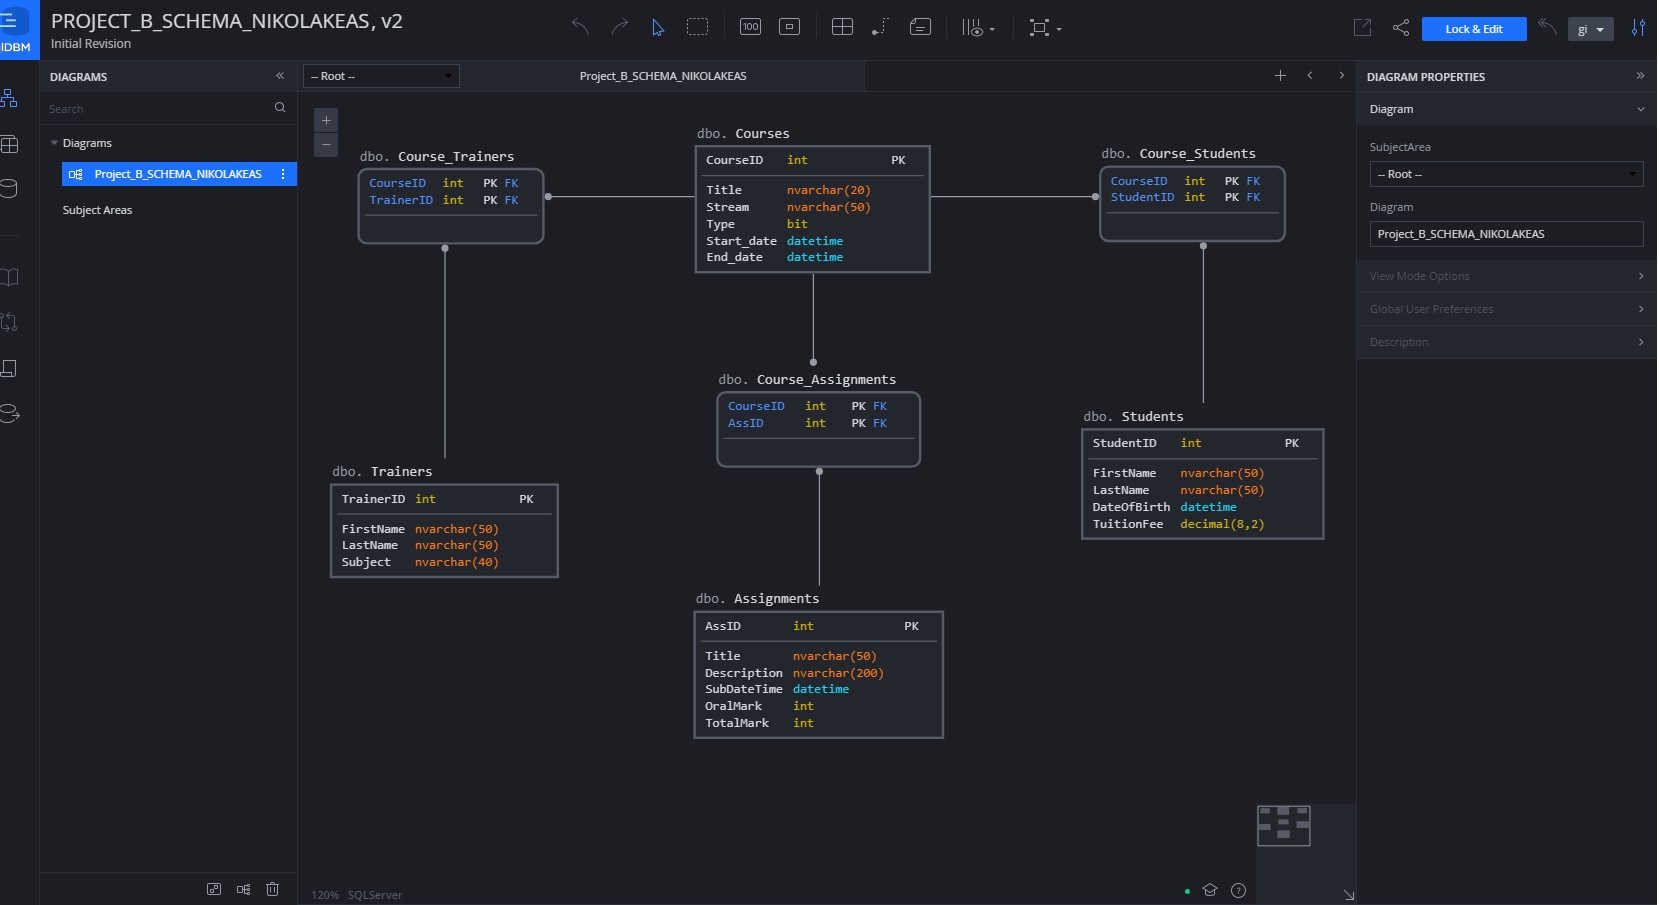 IDBM
PROJECT_B_SCHEMA_NIKOLAKEAS, v2
Initial Revision
100
Lock & Edit
gi
DIAGRAMS
Search
Diagrams
Project_B_SCHEMA_NIKOLAKEAS
Subject Areas
-- Root --
Project_B_SCHEMA_NIKOLAKEAS
dbo. Course_Trainers
CourseID int PK FK
TrainerID int PK FK
dbo. Courses
CourseID int PK
Title nvarchar(20)
Stream nvarchar(50)
Type bit
Start_date datetime
End_date datetime
dbo. Course_Students
CourseID int PK FK
StudentID int PK FK
dbo. Course_Assignments
CourseID int PK FK
AssID int PK FK
dbo. Students
StudentID int PK
FirstName nvarchar(50)
LastName nvarchar(50)
DateOfBirth datetime
TuitionFee decimal(8,2)
dbo. Trainers
TrainerID int PK
FirstName nvarchar(50)
LastName nvarchar(50)
Subject nvarchar(40)
dbo. Assignments
AssID int PK
Title nvarchar(50)
Description nvarchar(200)
SubDateTime datetime
OralMark int
TotalMark int
120% SQLServer
DIAGRAM PROPERTIES
Diagram
SubjectArea
-- Root --
Diagram
Project_B_SCHEMA_NIKOLAKEAS
View Mode Options
Global User Preferences
Description